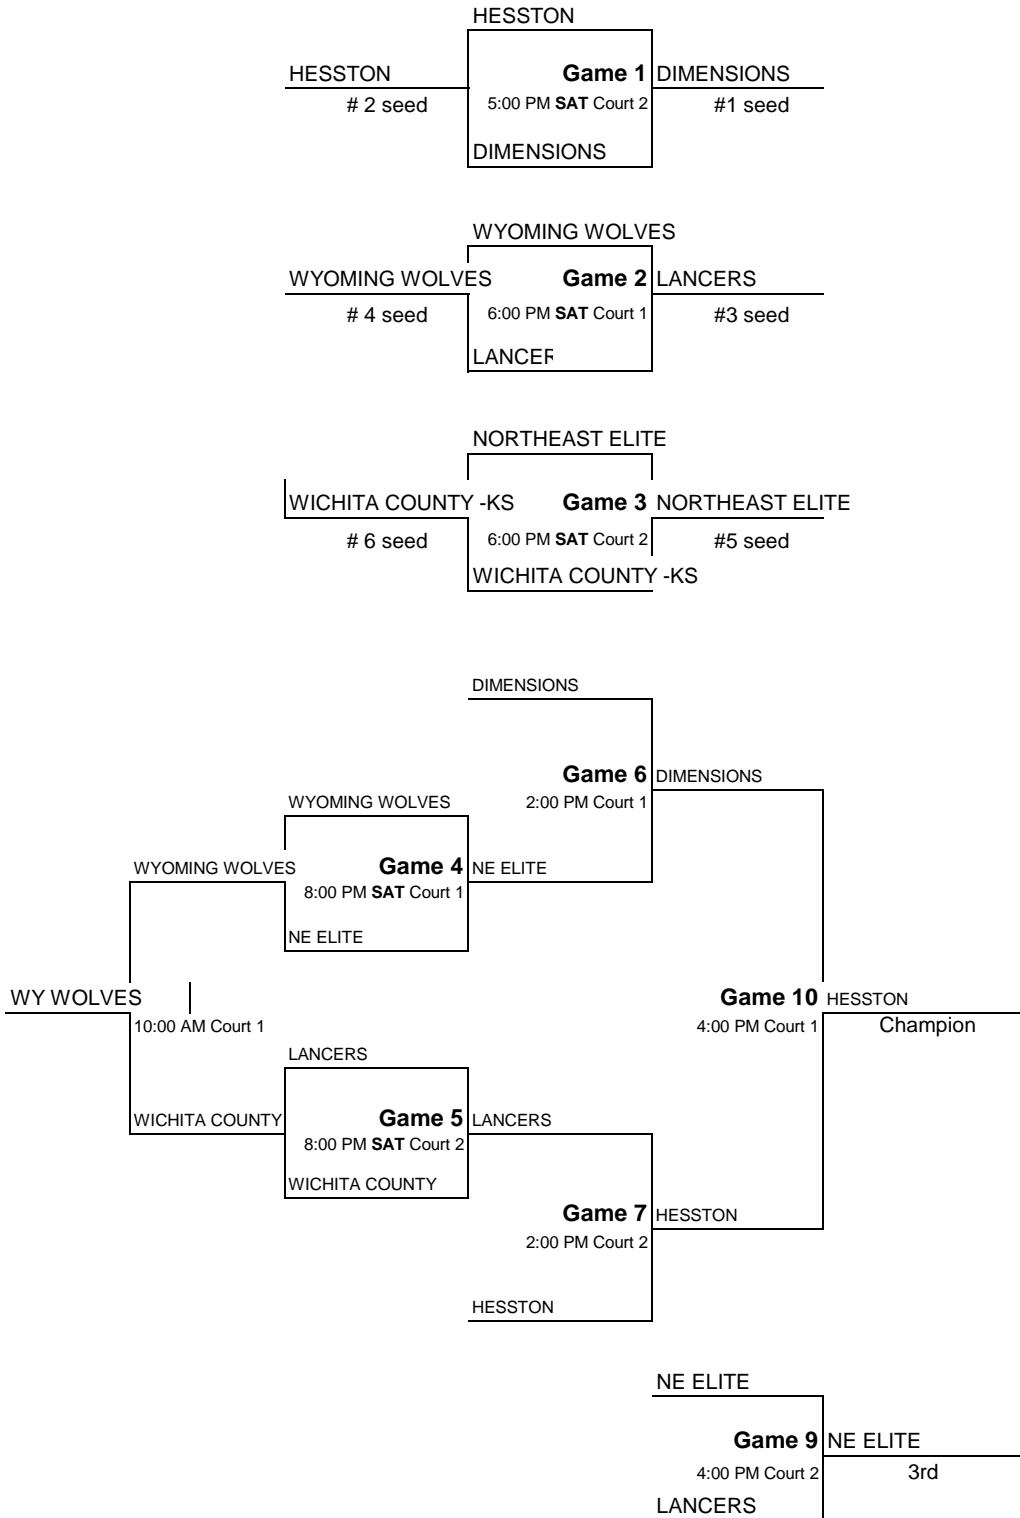 HESSTON
HESSTON Game 1 DIMENSIONS
# 2 seed 5:00 PM SAT Court 2 #1 seed
DIMENSIONS
WYOMING WOLVES
WYOMING WOLVES Game 2 LANCERS
# 4 seed 6:00 PM SAT Court 1 #3 seed
LANCER
NORTHEAST ELITE
WICHITA COUNTY -KS Game 3 NORTHEAST ELITE
# 6 seed 6:00 PM SAT Court 2 #5 seed
WICHITA COUNTY -KS
DIMENSIONS
Game 6 DIMENSIONS
WYOMING WOLVES 2:00 PM Court 1
WYOMING WOLVES Game 4 NE ELITE
8:00 PM SAT Court 1
NE ELITE
WY WOLVES Game 10 HESSTON
10:00 AM Court 1 4:00 PM Court 1 Champion
LANCERS
WICHITA COUNTY Game 5 LANCERS
8:00 PM SAT Court 2
WICHITA COUNTY
Game 7 HESSTON
2:00 PM Court 2
HESSTON
NE ELITE
Game 9 NE ELITE
4:00 PM Court 2 3rd
LANCERS